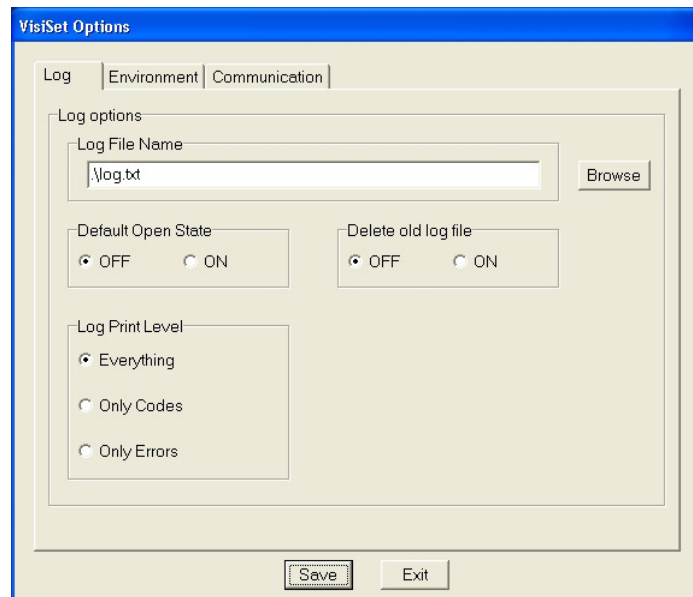 VisiSet Options
Log Environment Communication
Log options
Log File Name
.\log.txt
Browse
Default Open State
OFF ON
Delete old log file
OFF ON
Log Print Level
Everything
Only Codes
Only Errors
Save Exit